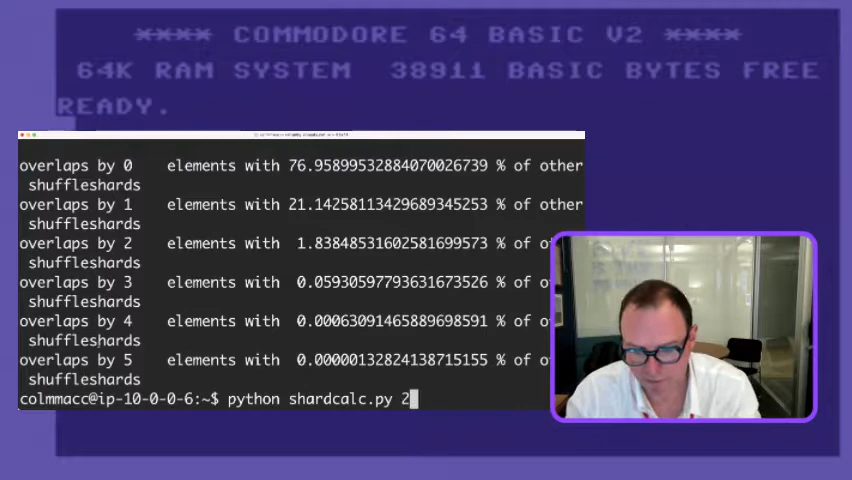 **** COMMODORE 64 BASIC V2 ****
64K RAM SYSTEM 38911 BASIC BYTES FREE
READY.
overlaps by 0 elements with 76.95899532884070026739 % of other
shuffleshards
overlaps by 1 elements with 21.14258113429689345253 % of other
shuffleshards
overlaps by 2 elements with 1.83848531602581699573 % of o
shuffleshards
overlaps by 3 elements with 0.05930597793631673526 % of o
shuffleshards
overlaps by 4 elements with 0.00063091465889698591 % of o
shuffleshards
overlaps by 5 elements with 0.00000132824138715155 % of o
shuffleshards
colmmacc@ip-10-0-0-6:~$ python shardcalc.py 2